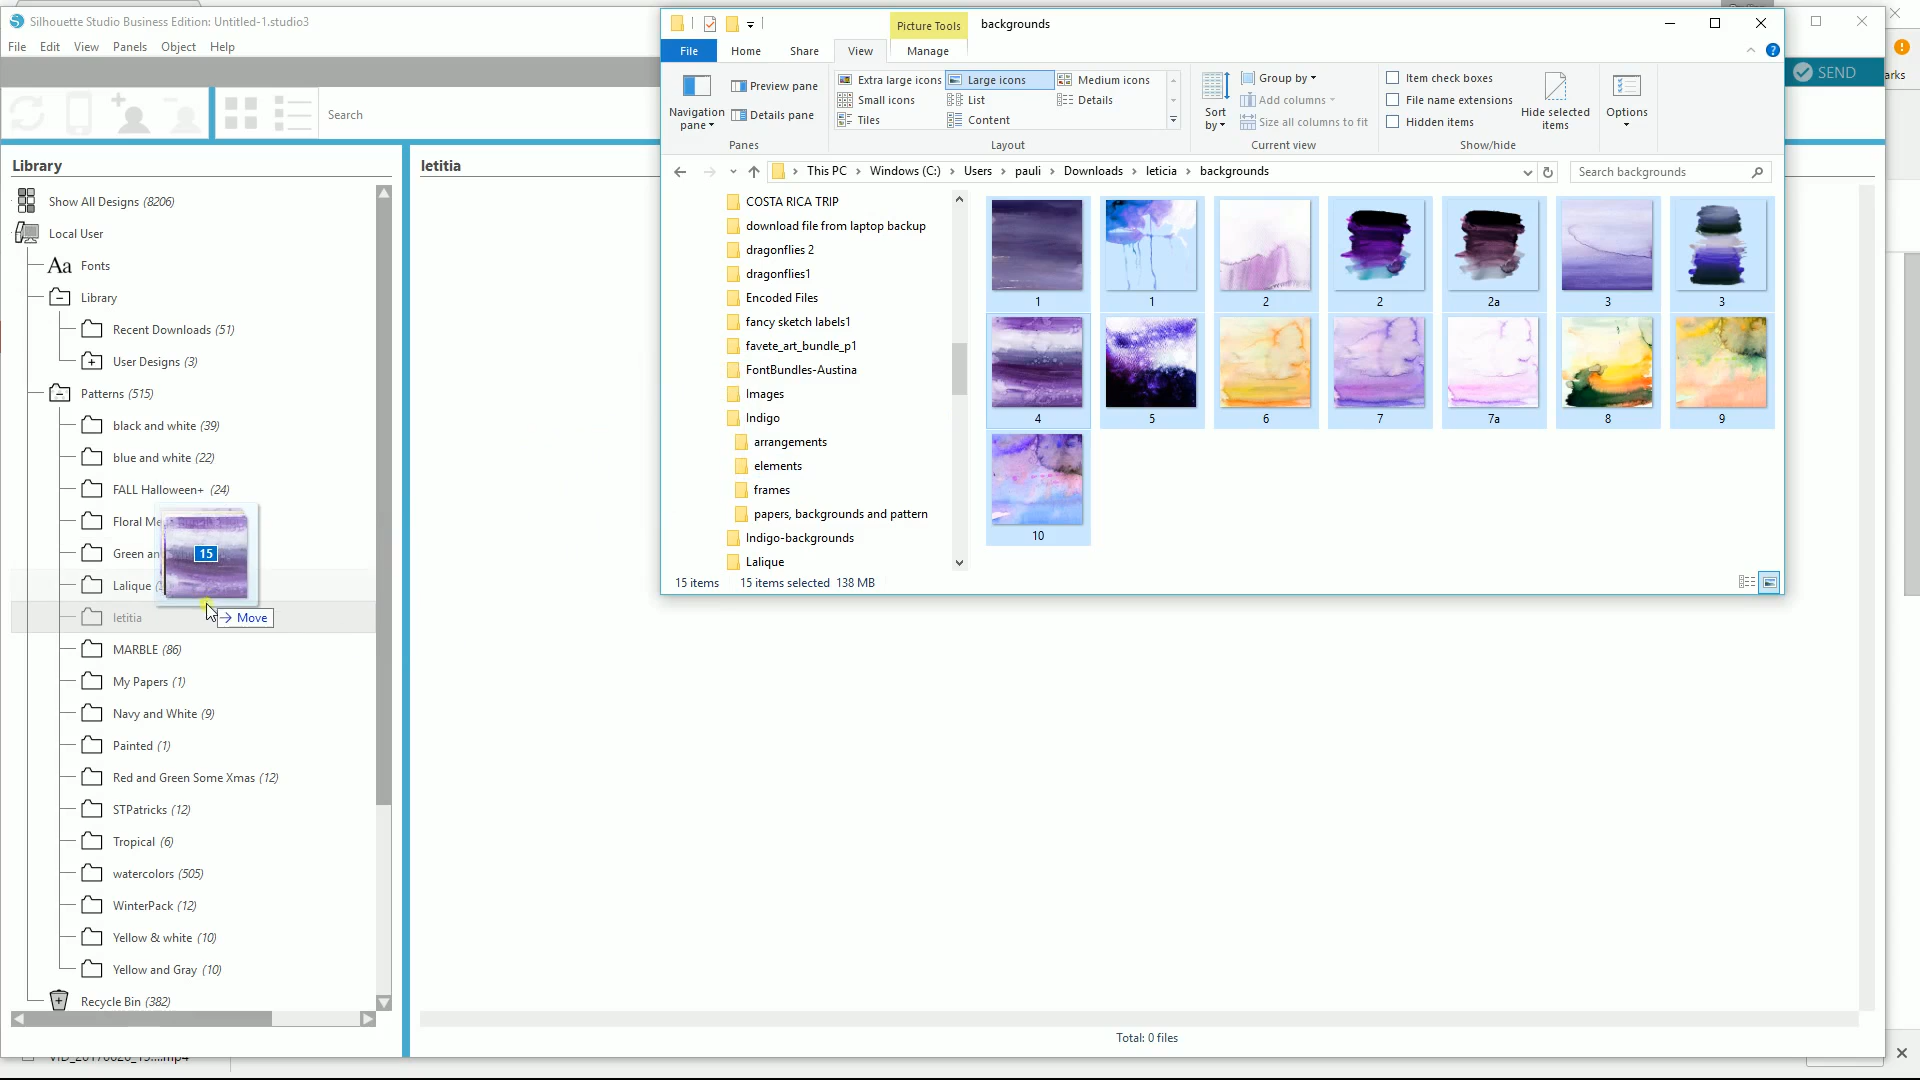 Silhouette Studio Business Edition: Untitled-1.studio3
File Edit View Panels Object Help
Search
Library
Show All Designs (8206)
Local User
Aa Fonts
Library
Recent Downloads (51)
User Designs (3)
Patterns (515)
black and white (39)
blue and white (22)
FALL Halloween+ (24)
Floral
Green
Lalique
letitia
MARBLE (86)
My Papers (1)
Navy and White (9)
Painted (1)
Red and Green Some Xmas (12)
STPatricks (12)
Tropical (6)
watercolors (505)
WinterPack (12)
Yellow & white (10)
Yellow and Gray (10)
Recycle Bin (382)
15
Move
letitia
Total: 0 files
SEND
Picture Tools backgrounds
File Home Share View Manage
Navigation pane
Preview pane
Details pane
Panes
Extra large icons Large icons Medium icons
Small icons List Details
Tiles Content
Layout
Sort by
Group by
Add columns
Size all columns to fit
Current view
Item check boxes
File name extensions
Hidden items
Hide selected items
Show/hide
Options
This PC Windows (C:) Users pauli Downloads leticia backgrounds
Search backgrounds
COSTA RICA TRIP
download file from laptop backup
dragonflies 2
dragonflies1
Encoded Files
fancy sketch labels1
favete_art_bundle_p1
FontBundles-Austina
Images
Indigo
arrangements
elements
frames
papers, backgrounds and pattern
Indigo-backgrounds
Lalique
1 1 2 2 2a 3 3
4 5 6 7 7a 8 9
10
15 items 15 items selected 138 MB